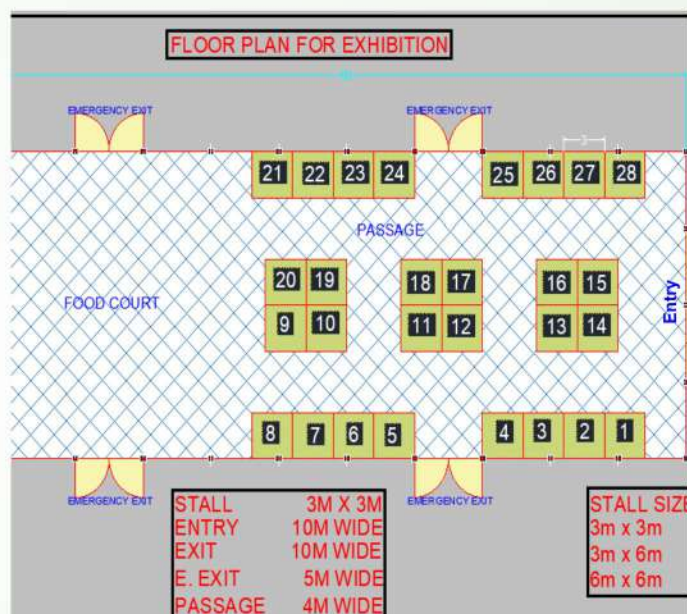 FLOOR PLAN FOR EXHIBITION
EMERGENCY EXIT EMERGENCY EXIT
21 22 23 24 25 26 27 28
PASSAGE
20 19 18 17 16 15
FOOD COURT
Entry
9 10 11 12 13 14
8 7 6 5 4 3 2 1
EMERGENCY EXIT EMERGENCY EXIT
STALL 3M X 3M
ENTRY 10M WIDE
EXIT 10M WIDE
E. EXIT 5M WIDE
PASSAGE 4M WIDE
STALL SIZE
3m x 3m
3m x 6m
6m x 6m